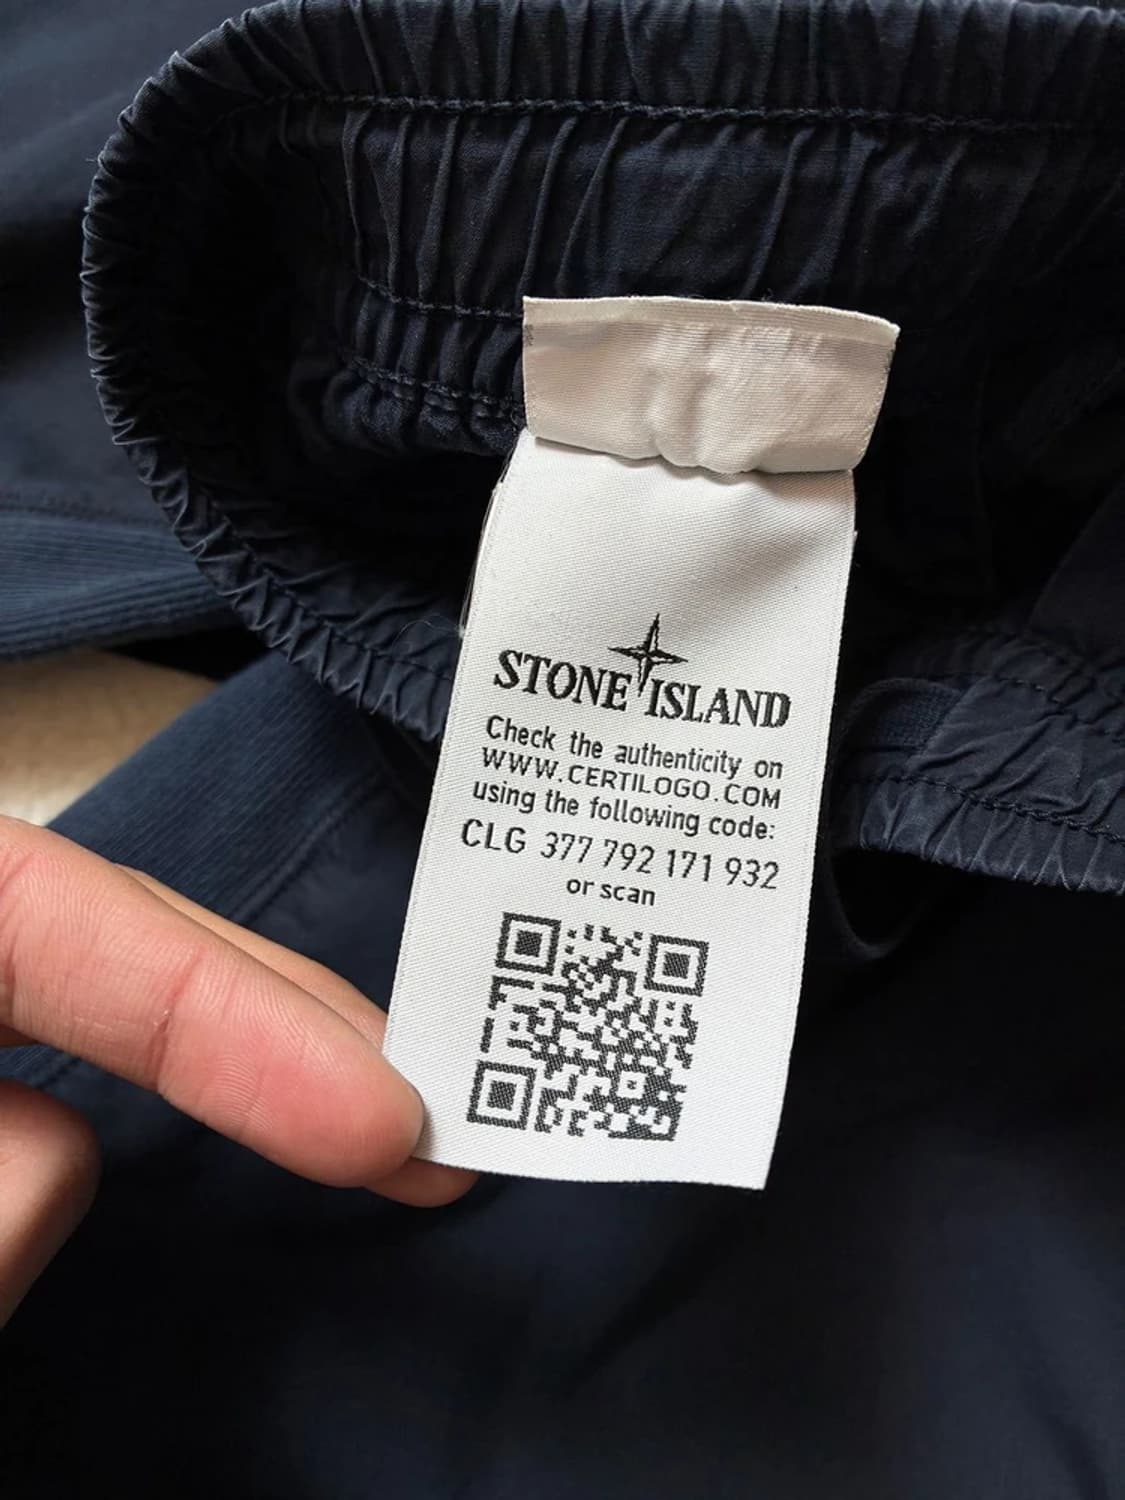 STONE ISLAND
Check the authenticity on
WWW.CERTILOGO.COM
using the following code:
CLG 377 792 171 932
or scan